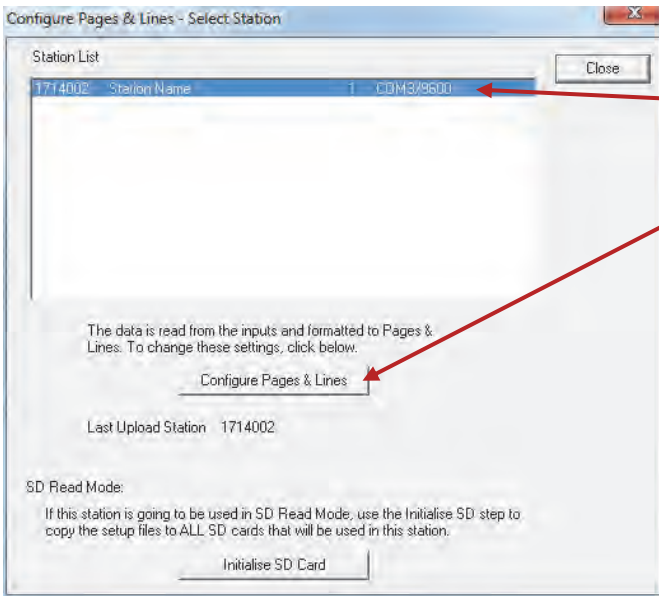 Configure Pages & Lines - Select Station
Station List
Close
1714002 Station Name 1 COM3/9600
The data is read from the inputs and formatted to Pages &
Lines. To change these settings, click below.
Configure Pages & Lines
Last Upload Station 1714002
SD Read Mode:
If this station is going to be used in SD Read Mode, use the Initialise SD step to
copy the setup files to ALL SD cards that will be used in this station.
Initialise SD Card